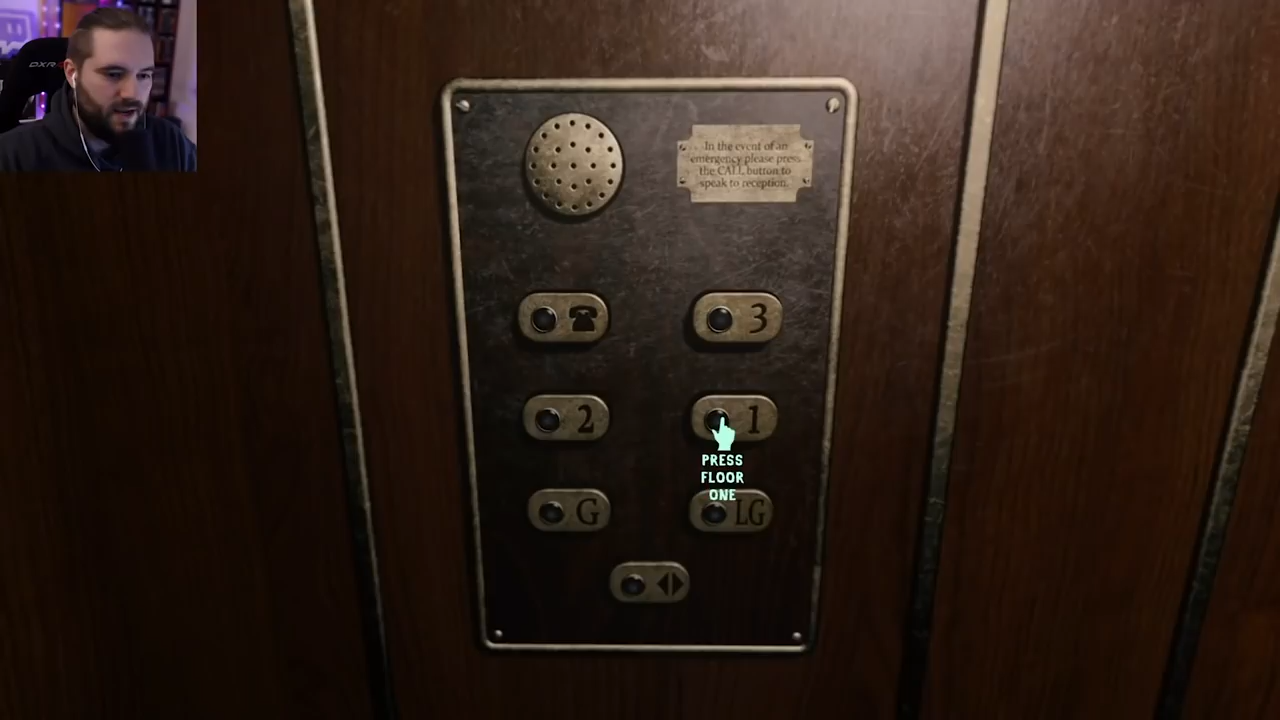 DXR
In the event of an
emergency please press
the CALL button to
speak to reception.
3
2
1
PRESS
FLOOR
ONE
G
LG